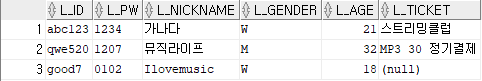 L_ID L_PW L_NICKNAME L_GENDER L_AGE L_TICKET
1 abc123 1234 가나다 W 21 스트리밍클럽
2 qwe520 1207 뮤직라이프 M 32 MP3 30 정기결제
3 good7 0102 Ilovemusic W 18 (null)